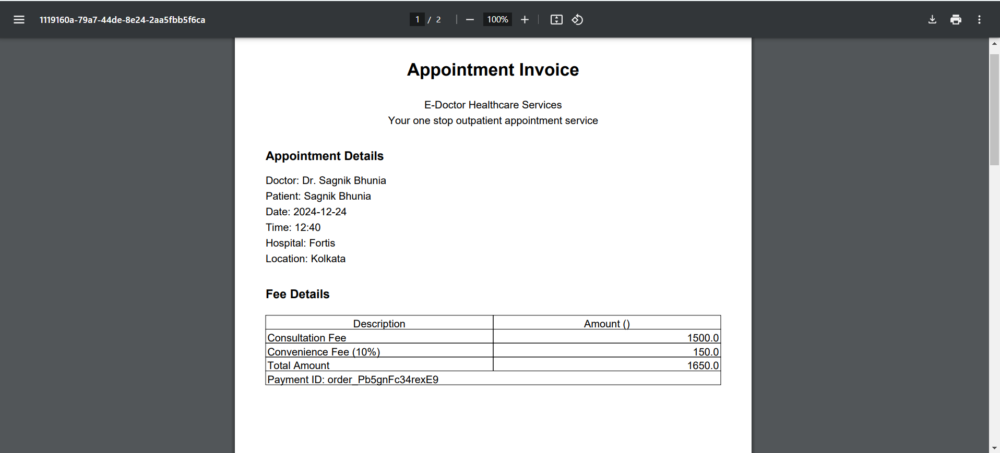 1119160a-79a7-44de-8e24-2aa5fbb5f6ca
1 / 2
100%
Appointment Invoice
E-Doctor Healthcare Services
Your one stop outpatient appointment service
Appointment Details
Doctor: Dr. Sagnik Bhunia
Patient: Sagnik Bhunia
Date: 2024-12-24
Time: 12:40
Hospital: Fortis
Location: Kolkata
Fee Details
Description Amount ()
Consultation Fee 1500.0
Convenience Fee (10%) 150.0
Total Amount 1650.0
Payment ID: order_Pb5gnFc34rexE9